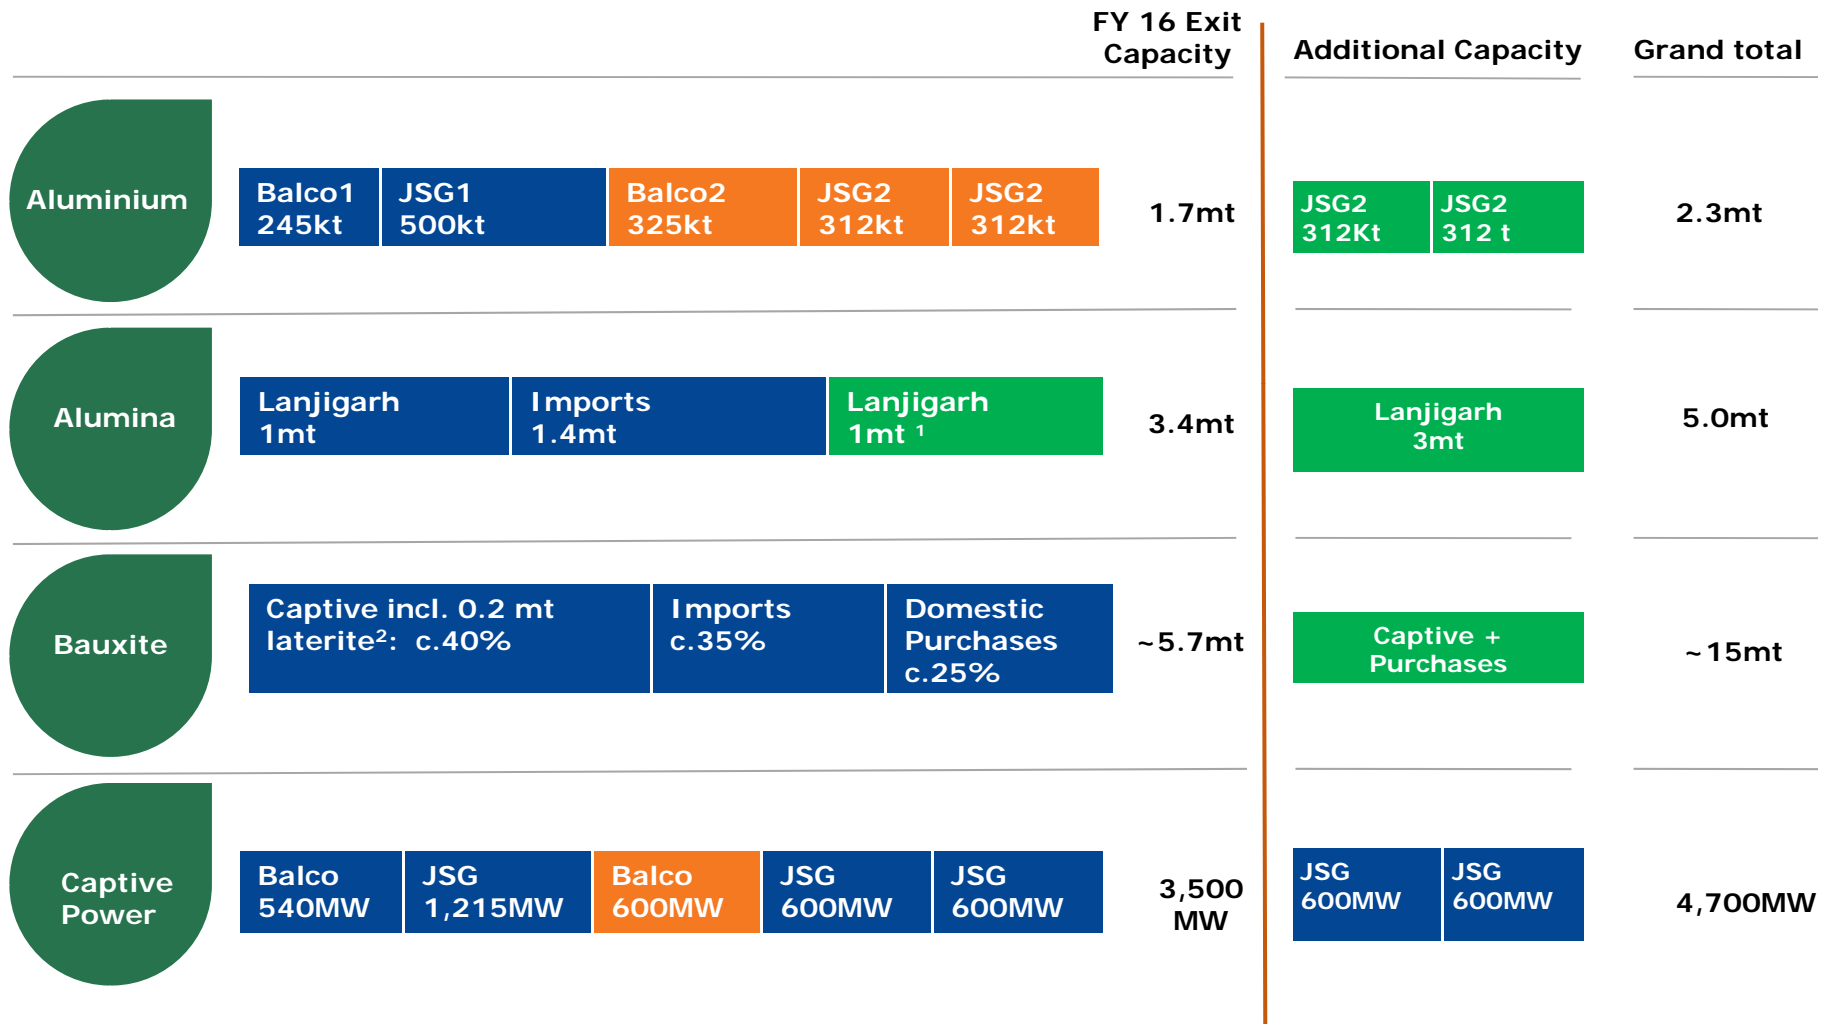 FY 16 Exit
Capacity
Additional Capacity
Grand total
Aluminium
Balco1
245kt
JSG1
500kt
Balco2
325kt
JSG2
312kt
JSG2
312kt
1.7mt
JSG2
312Kt
JSG2
312 t
2.3mt
Alumina
Lanjigarh
1mt
Imports
1.4mt
Lanjigarh
1mt ¹
3.4mt
Lanjigarh
3mt
5.0mt
Bauxite
Captive incl. 0.2 mt
laterite²: c.40%
Imports
c.35%
Domestic
Purchases
c.25%
~5.7mt
Captive +
Purchases
~15mt
Captive
Power
Balco
540MW
JSG
1,215MW
Balco
600MW
JSG
600MW
JSG
600MW
3,500
MW
JSG
600MW
JSG
600MW
4,700MW